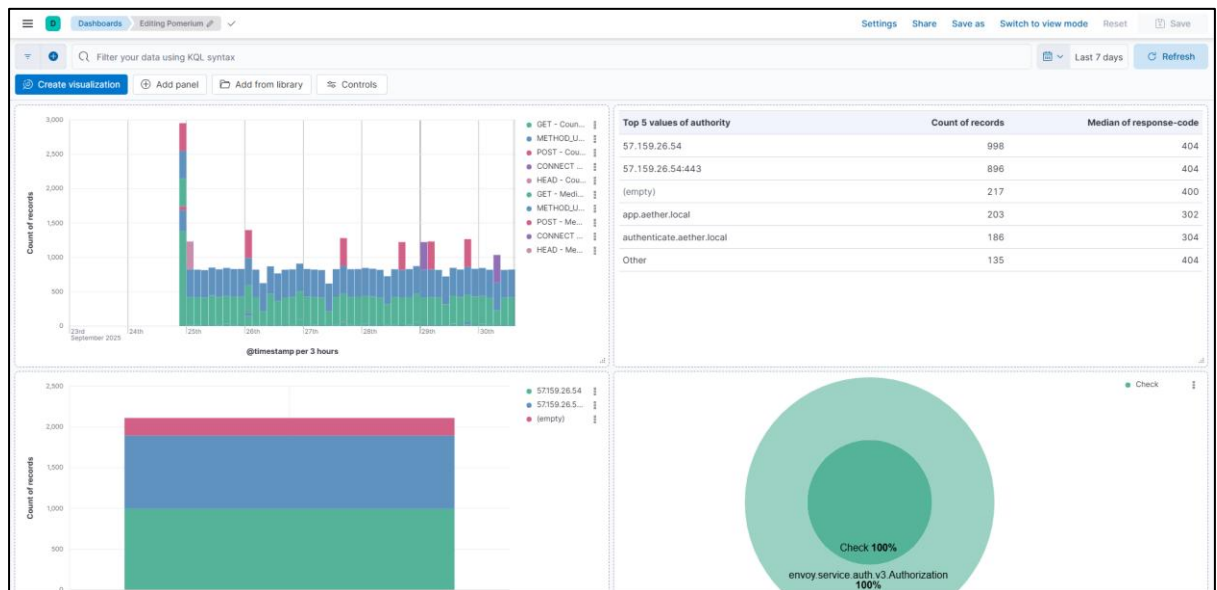 D Dashboards Editing Pomerium Settings Share Save as Switch to view mode Reset Save
Filter your data using KQL syntax Last 7 days Refresh
Create visualization Add panel Add from library Controls
3,000
2,500
2,000
1,500
1,000
500
0
Count of records
23rd 24th 25th 26th 27th 28th 29th 30th
September 2025
@timestamp per 3 hours
GET - Coun...
METHOD_U...
POST - Cou...
CONNECT ...
HEAD - Cou...
GET - Medi...
METHOD_U...
POST - Me...
CONNECT ...
HEAD - Me...
Top 5 values of authority Count of records Median of response-code
57.159.26.54 998 404
57.159.26.54:443 896 404
(empty) 217 400
app.aether.local 203 302
authenticate.aether.local 186 304
Other 135 404
2,500
2,000
1,500
1,000
500
0
Count of records
57.159.26.54
57.159.26.5...
(empty)
Check
Check 100%
envoy.service.auth.v3.Authorization
100%